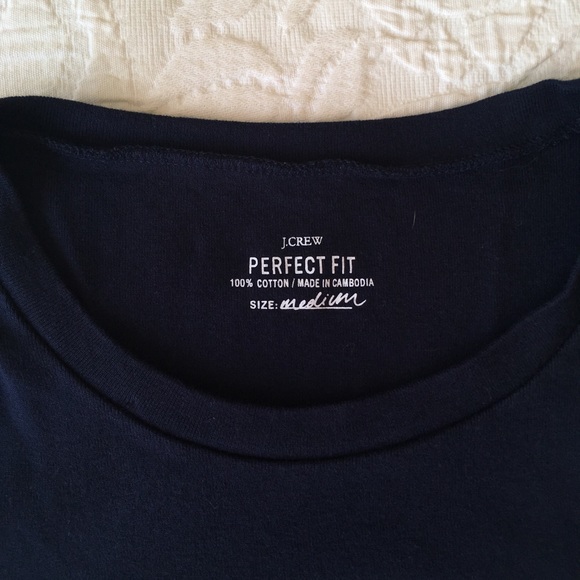 J.CREW
PERFECT FIT
100% COTTON / MADE IN CAMBODIA
SIZE: medium